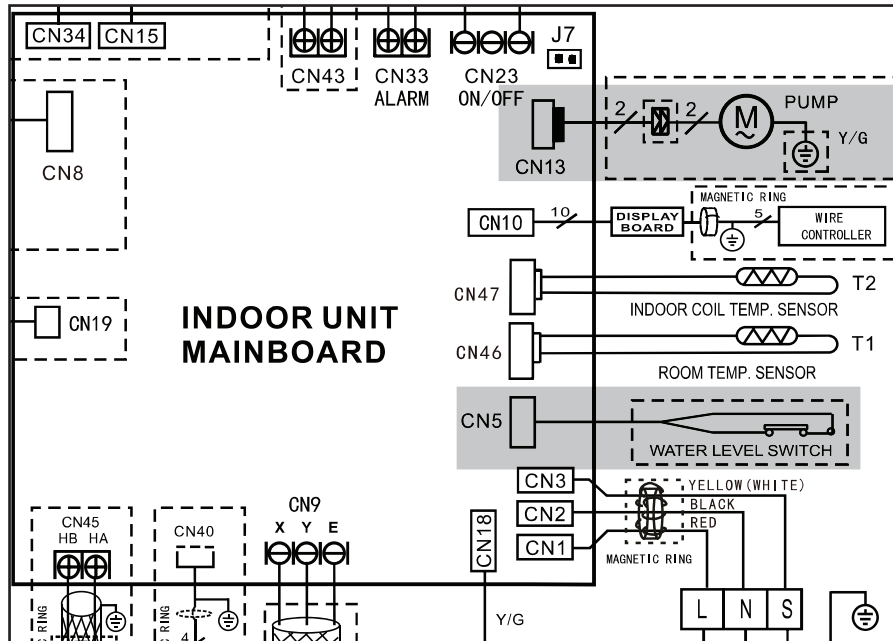 CN34
CN15
CN43
CN33
ALARM
CN23
ON/OFF
J7
CN8
CN13
2
2
M
PUMP
Y/G
CN10
10
DISPLAY
BOARD
MAGNETIC RING
5
WIRE
CONTROLLER
CN47
T2
INDOOR COIL TEMP. SENSOR
CN19
INDOOR UNIT
MAINBOARD
CN46
T1
ROOM TEMP. SENSOR
CN5
WATER LEVEL SWITCH
CN3
YELLOW(WHITE)
CN2
BLACK
CN1
RED
MAGNETIC RING
CN45
HB HA
CN40
CN9
X Y E
CN18
Y/G
L N S
RING
RING
4